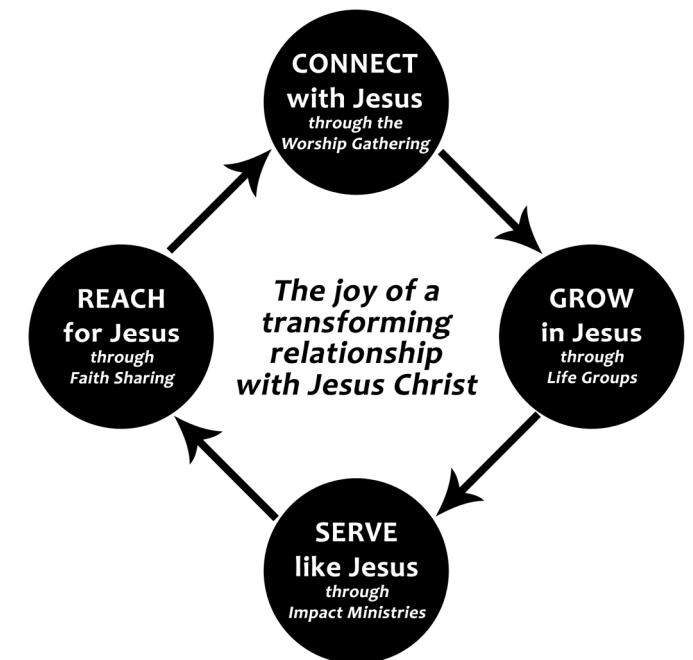 CONNECT
with Jesus
through the
Worship Gathering
REACH
for Jesus
through
Faith Sharing
The joy of a
transforming
relationship
with Jesus Christ
GROW
in Jesus
through
Life Groups
SERVE
like Jesus
through
Impact Ministries